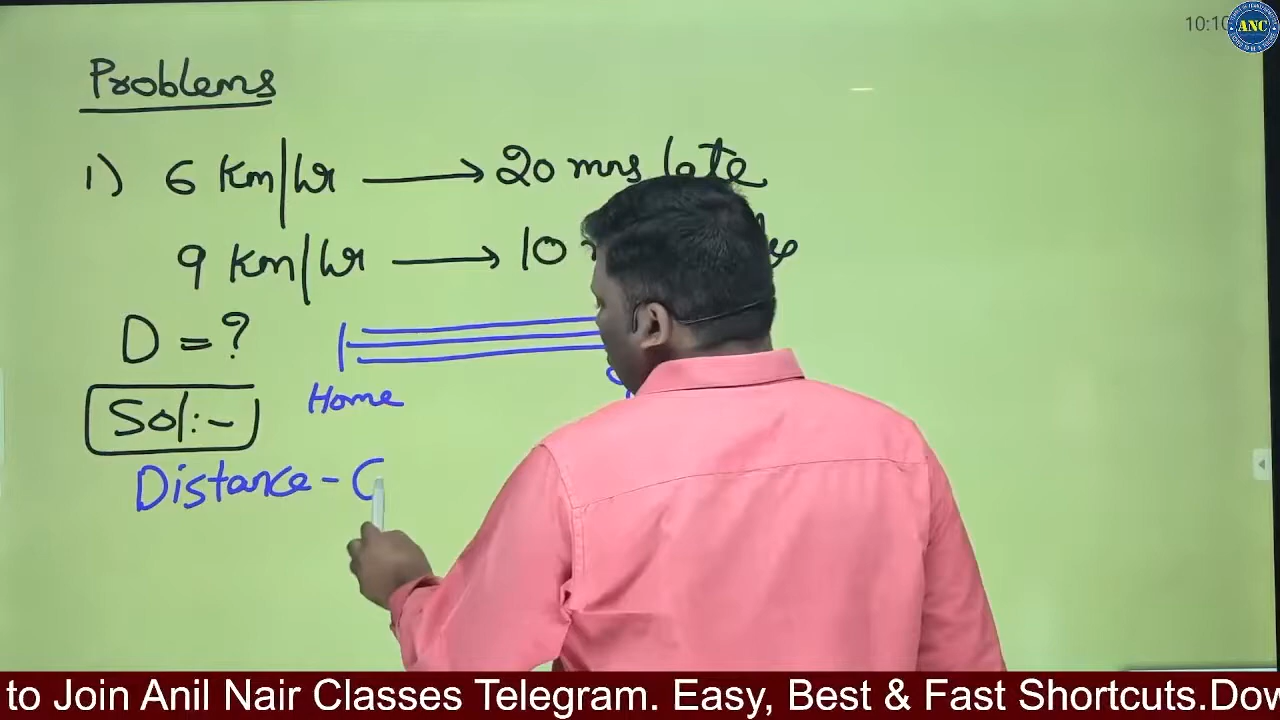 10:10
ANC
Problems
1) 6 Km/hr → 20 mns late
9 Km/hr → 10
D = ?
Home
Sol:-
Distance - C
to Join Anil Nair Classes Telegram. Easy, Best & Fast Shortcuts.Dow